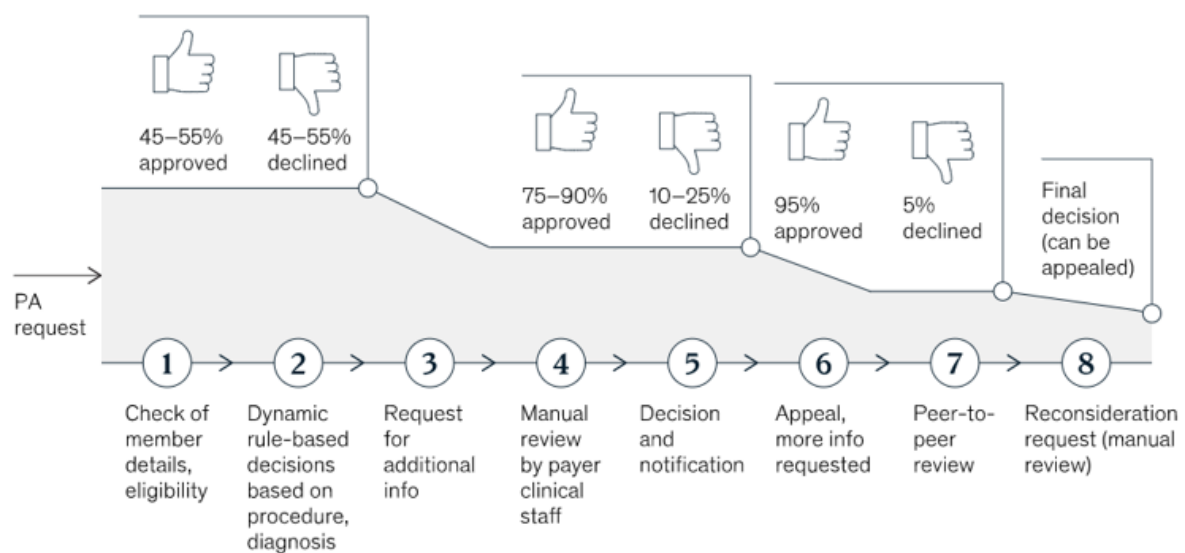 45–55%
approved
45–55%
declined
75–90%
approved
10–25%
declined
95%
approved
5%
declined
Final
decision
(can be
appealed)
PA
request
1
2
3
4
5
6
7
8
Check of
member
details,
eligibility
Dynamic
rule-based
decisions
based on
procedure,
diagnosis
Request
for
additional
info
Manual
review
by payer
clinical
staff
Decision
and
notification
Appeal,
more info
requested
Peer-to-
peer
review
Reconsideration
request (manual
review)